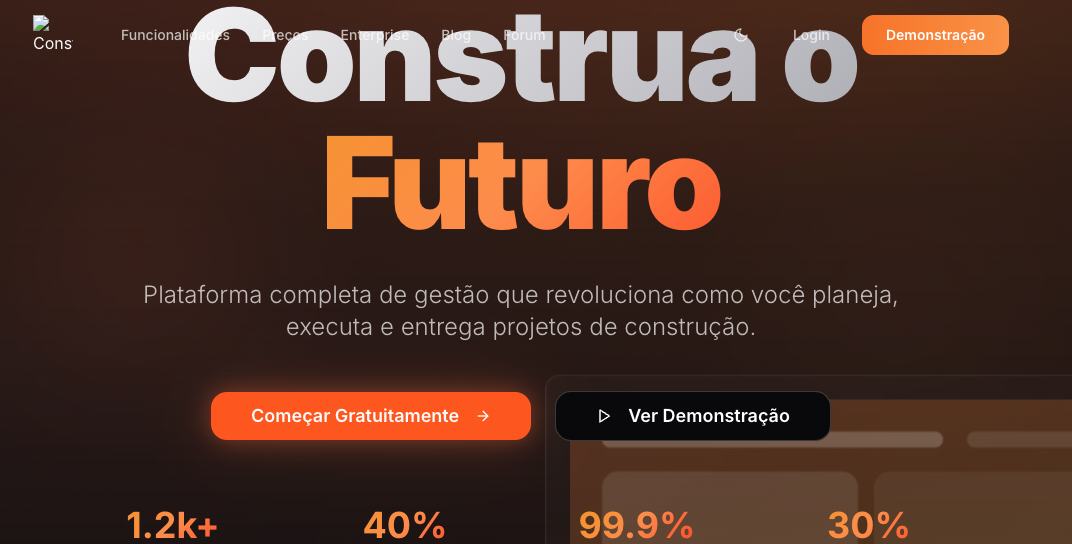 Cons
Funcionalidades
Preços
Enterprise
Blog
Fórum
Login
Demonstração
Construa o
Futuro
Plataforma completa de gestão que revoluciona como você planeja,
executa e entrega projetos de construção.
Começar Gratuitamente
Ver Demonstração
1.2k+
40%
99.9%
30%